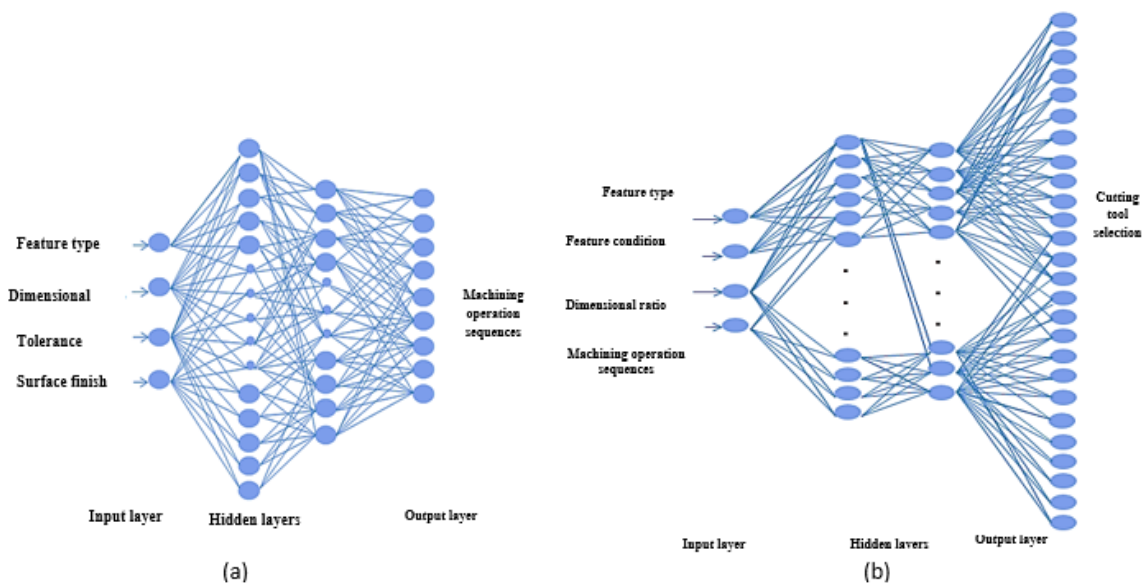 Feature type
Dimensional
Tolerance
Surface finish
Machining
operation
sequences
Input layer
Hidden layers
Output layer
(a)
Feature type
Feature condition
Dimensional ratio
Machining operation
sequences
Cutting
tool
selection
Input layer
Hidden layers
Output layer
(b)